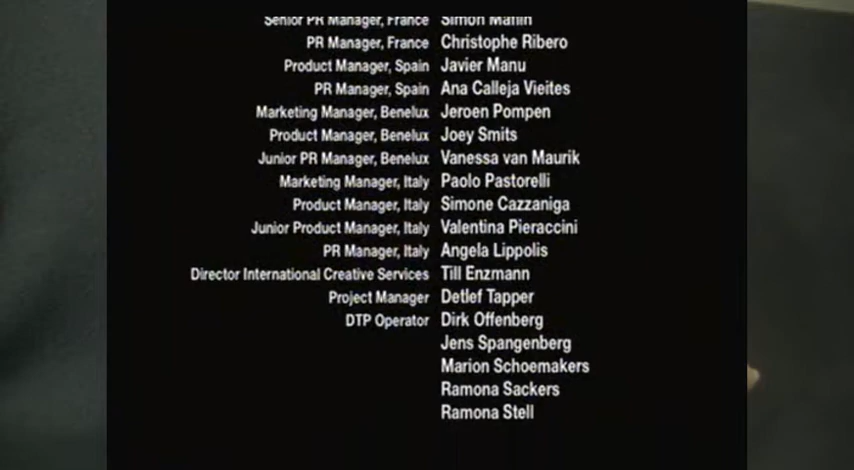 Senior PR Manager, France Simon
PR Manager, France Christophe Ribero
Product Manager, Spain Javier Manu
PR Manager, Spain Ana Calleja Vieites
Marketing Manager, Benelux Jeroen Pompen
Product Manager, Benelux Joey Smits
Junior PR Manager, Benelux Vanessa van Maurik
Marketing Manager, Italy Paolo Pastorelli
Product Manager, Italy Simone Cazzaniga
Junior Product Manager, Italy Valentina Pieraccini
PR Manager, Italy Angela Lippolis
Director International Creative Services Till Enzmann
Project Manager Detlef Tapper
DTP Operator Dirk Offenberg
Jens Spangenberg
Marion Schoemakers
Ramona Sackers
Ramona Stell